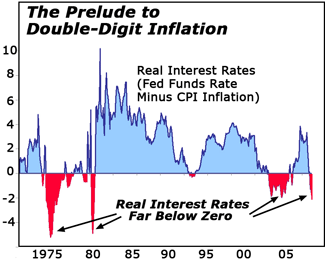 The Prelude to
Double-Digit Inflation
10
8
6
4
2
0
-2
-4
Real Interest Rates
(Fed Funds Rate
Minus CPI Inflation)
Real Interest Rates
Far Below Zero
1975 80 85 90 95 00 05